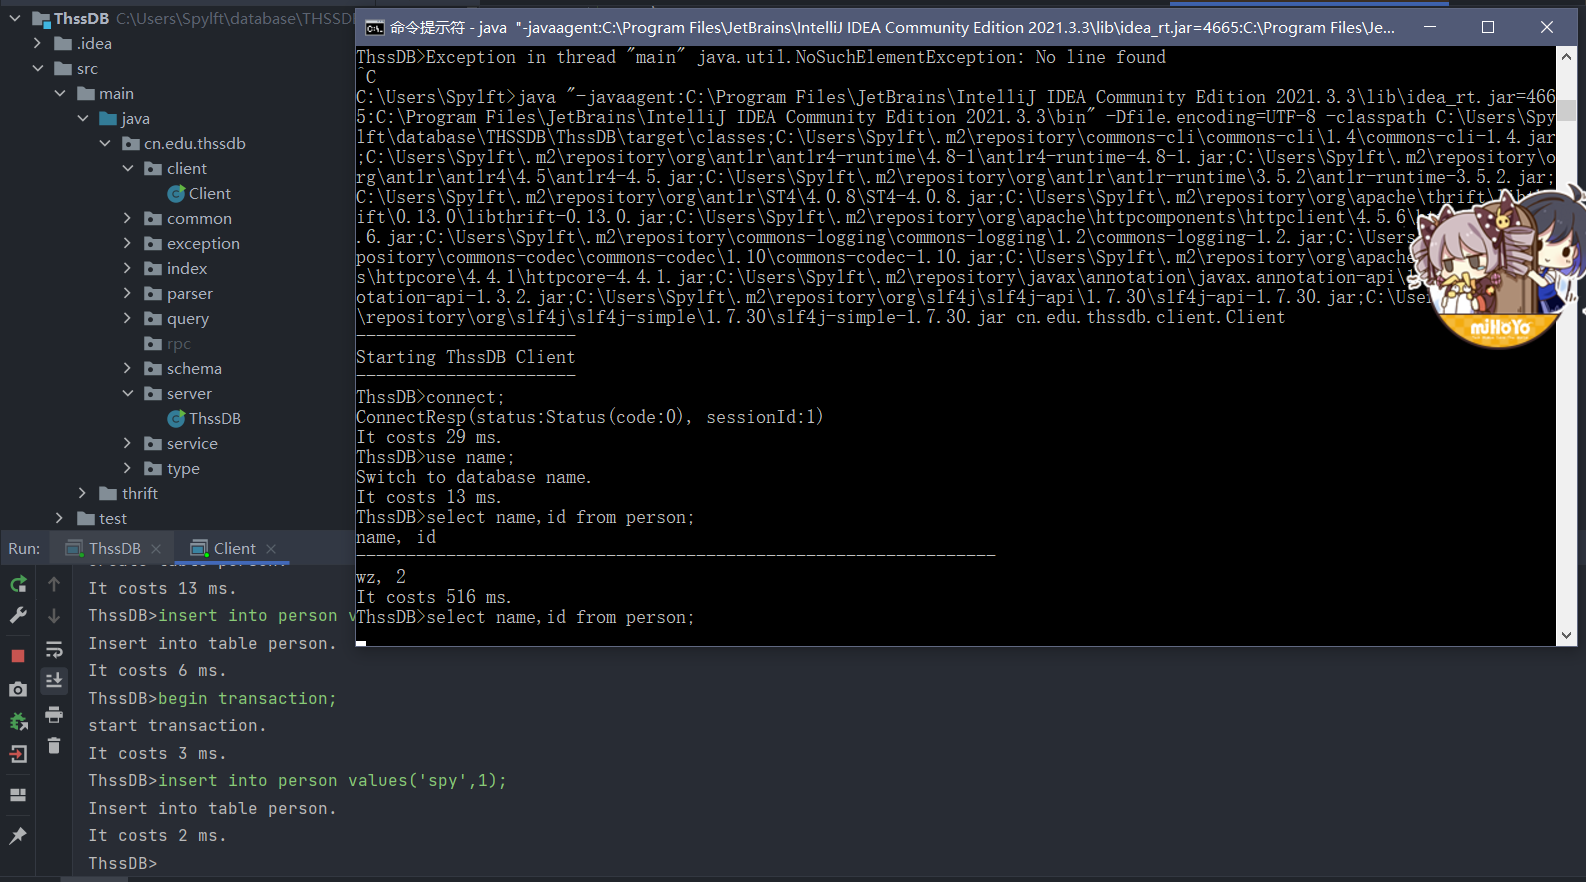 ThssDB C:\Users\Spylft\database\THSSD
.idea
src
main
java
cn.edu.thssdb
client
Client
common
exception
index
parser
query
rpc
schema
server
ThssDB
service
type
thrift
test
Run: ThssDB Client
It costs 13 ms.
ThssDB>insert into person v
Insert into table person.
It costs 6 ms.
ThssDB>begin transaction;
start transaction.
It costs 3 ms.
ThssDB>insert into person values('spy',1);
Insert into table person.
It costs 2 ms.
ThssDB>
命令提示符 - java "-javaagent:C:\Program Files\JetBrains\IntelliJ IDEA Community Edition 2021.3.3\lib\idea_rt.jar=4665:C:\Program Files\Je...
ThssDB>Exception in thread "main" java.util.NoSuchElementException: No line found
^C
C:\Users\Spylft>java "-javaagent:C:\Program Files\JetBrains\IntelliJ IDEA Community Edition 2021.3.3\lib\idea_rt.jar=466
5:C:\Program Files\JetBrains\IntelliJ IDEA Community Edition 2021.3.3\bin" -Dfile.encoding=UTF-8 -classpath C:\Users\Spy
lft\database\THSSDB\ThssDB\target\classes;C:\Users\Spylft\.m2\repository\commons-cli\commons-cli\1.4\commons-cli-1.4.jar
;C:\Users\Spylft\.m2\repository\org\antlr\antlr4-runtime\4.8-1\antlr4-runtime-4.8-1.jar;C:\Users\Spylft\.m2\repository\o
rg\antlr\antlr4\4.5\antlr4-4.5.jar;C:\Users\Spylft\.m2\repository\org\antlr\antlr-runtime\3.5.2\antlr-runtime-3.5.2.jar;
C:\Users\Spylft\.m2\repository\org\antlr\ST4\4.0.8\ST4-4.0.8.jar;C:\Users\Spylft\.m2\repository\org\apache\thrift\libthr
ift\0.13.0\libthrift-0.13.0.jar;C:\Users\Spylft\.m2\repository\org\apache\httpcomponents\httpclient\4.5.6\
.6.jar;C:\Users\Spylft\.m2\repository\commons-logging\commons-logging\1.2\commons-logging-1.2.jar;C:\Users
pository\commons-codec\commons-codec\1.10\commons-codec-1.10.jar;C:\Users\Spylft\.m2\repository\org\apache
s\httpcore\4.4.1\httpcore-4.4.1.jar;C:\Users\Spylft\.m2\repository\javax\annotation\javax.annotation-api\
otation-api-1.3.2.jar;C:\Users\Spylft\.m2\repository\org\slf4j\slf4j-api\1.7.30\slf4j-api-1.7.30.jar;C:\Use
\repository\org\slf4j\slf4j-simple\1.7.30\slf4j-simple-1.7.30.jar cn.edu.thssdb.client.Client
----------------------
Starting ThssDB Client
----------------------
ThssDB>connect;
ConnectResp(status:Status(code:0), sessionId:1)
It costs 29 ms.
ThssDB>use name;
Switch to database name.
It costs 13 ms.
ThssDB>select name,id from person;
name, id
----------------------------------------------------------------
wz, 2
It costs 516 ms.
ThssDB>select name,id from person;
miHoYo